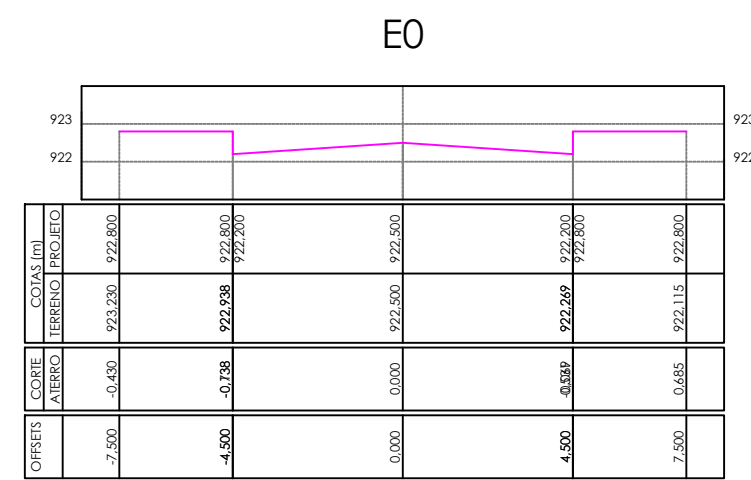 E0
923 923
922 922
COTAS (m)
PROJETO 922,800 922,800 922,200 922,500 922,200 922,800 922,800
TERRENO 923,230 922,938 922,500 922,269 922,115
CORTE
ATERRO -0,430 -0,738 0,000 0,685
OFFSETS -7,500 -4,500 0,000 4,500 7,500